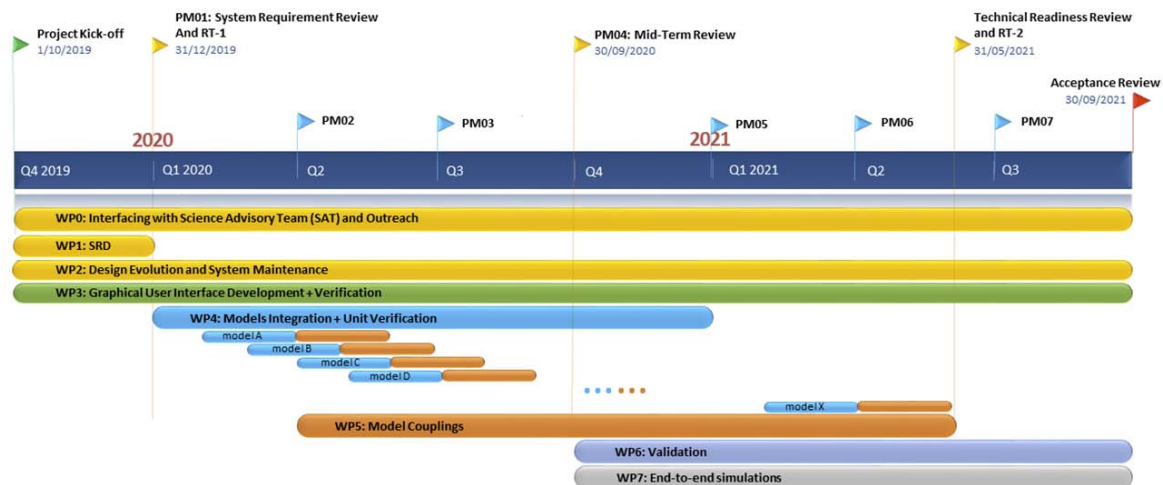 Project Kick-off
1/10/2019
PM01: System Requirement Review
And RT-1
31/12/2019
PM04: Mid-Term Review
30/09/2020
Technical Readiness Review
and RT-2
31/05/2021
Acceptance Review
30/09/2021
PM02
PM03
PM05
PM06
PM07
2020
2021
Q4 2019
Q1 2020
Q2
Q3
Q4
Q1 2021
Q2
Q3
WP0: Interfacing with Science Advisory Team (SAT) and Outreach
WP1: SRD
WP2: Design Evolution and System Maintenance
WP3: Graphical User Interface Development + Verification
WP4: Models Integration + Unit Verification
model A
model B
model C
model D
model X
WP5: Model Couplings
WP6: Validation
WP7: End-to-end simulations